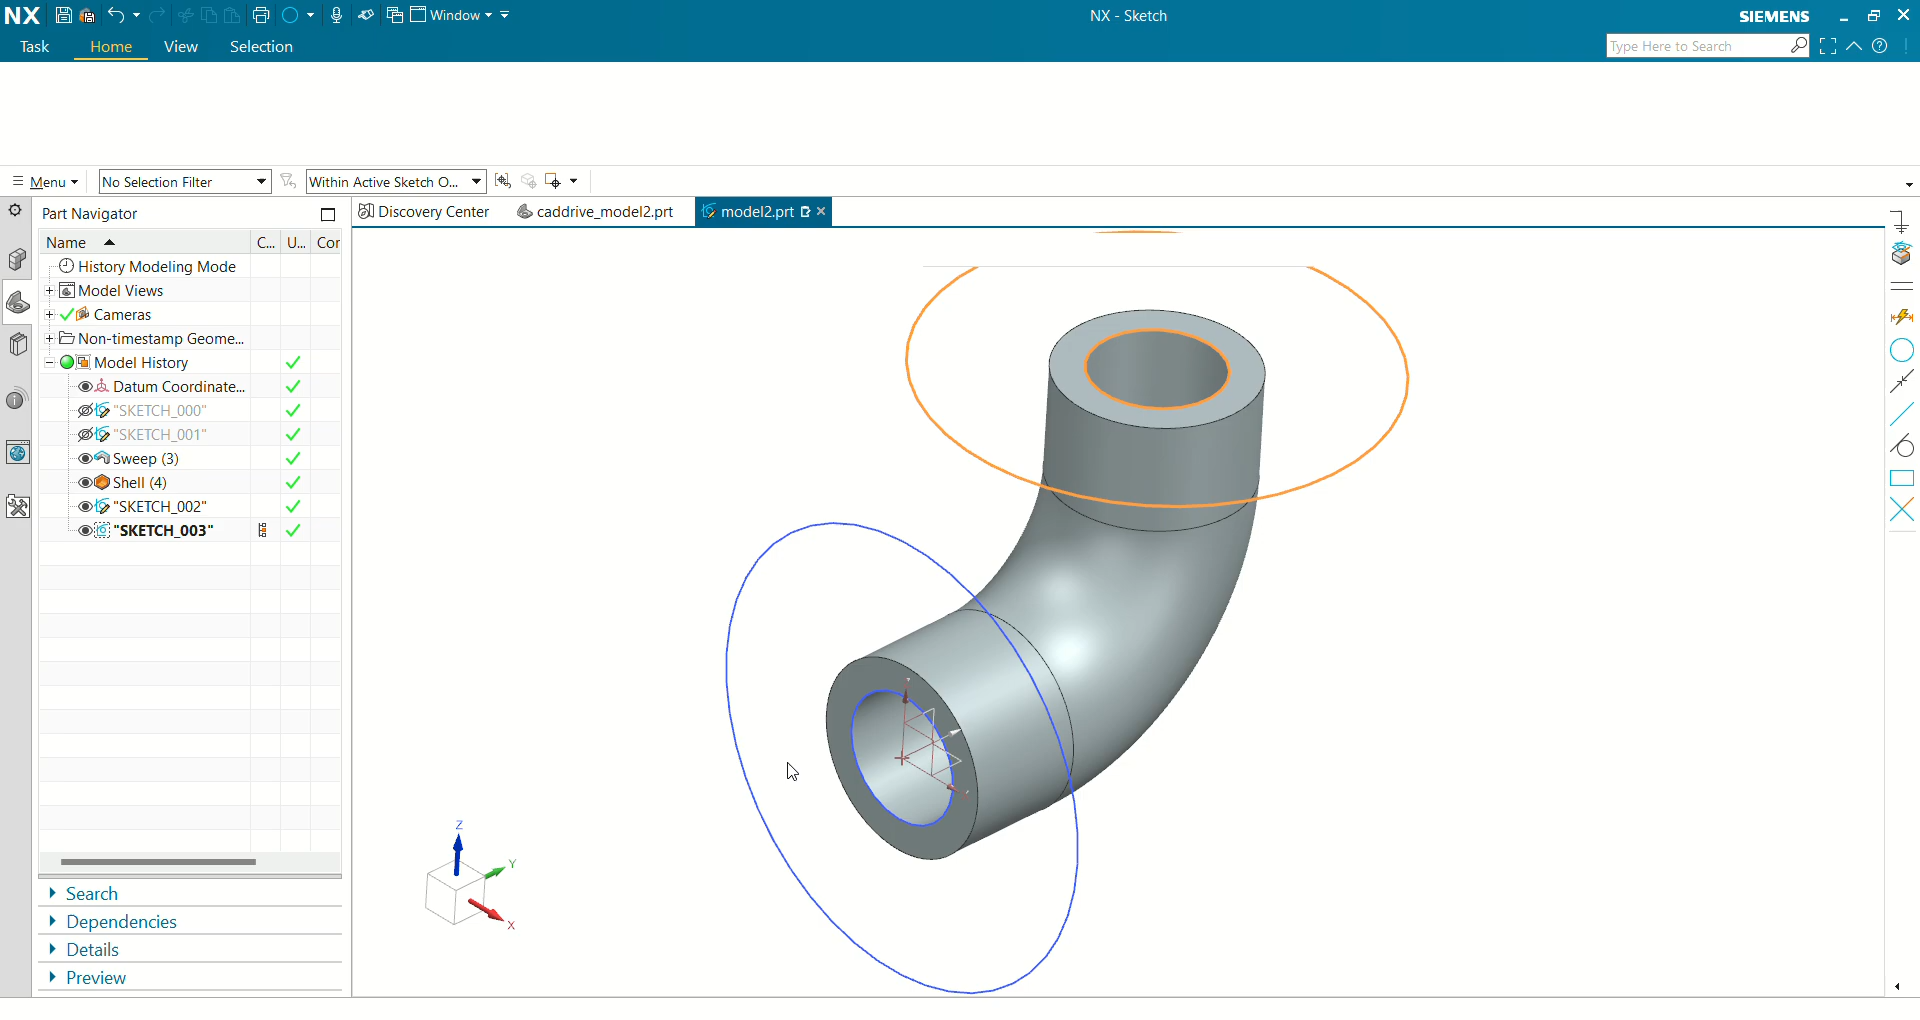 NX Window NX - Sketch SIEMENS
Task Home View Selection Type Here to Search
Menu No Selection Filter Within Active Sketch O...
Part Navigator Discovery Center caddrive_model2.prt model2.prt
Name C... U... Cor
History Modeling Mode
Model Views
Cameras
Non-timestamp Geome...
Model History
Datum Coordinate...
"SKETCH_000"
"SKETCH_001"
Sweep (3)
Shell (4)
"SKETCH_002"
"SKETCH_003"
Z
Y
X
Search
Dependencies
Details
Preview